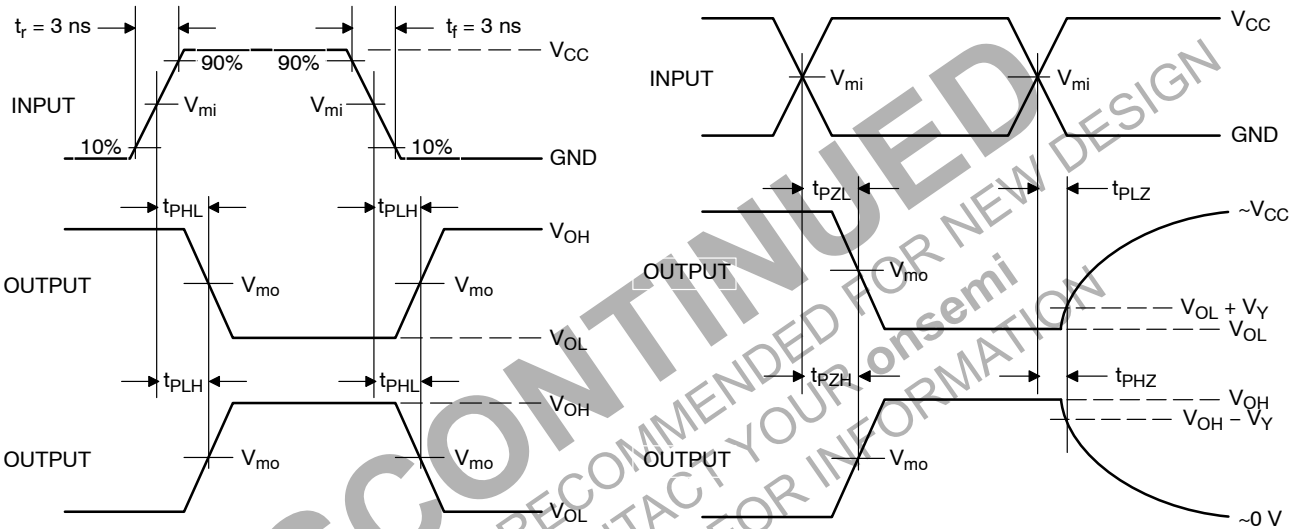 t_r = 3 ns
t_f = 3 ns
V_CC
90%
90%
INPUT
V_mi
V_mi
10%
10%
GND
t_PHL
t_PLH
V_OH
OUTPUT
V_mo
V_mo
V_OL
t_PLH
t_PHL
V_OH
OUTPUT
V_mo
V_mo
V_OL
V_CC
INPUT
V_mi
V_mi
GND
t_PZL
t_PLZ
~V_CC
OUTPUT
V_mo
V_OL + V_Y
V_OL
t_PZH
t_PHZ
V_OH
V_OH − V_Y
OUTPUT
V_mo
~0 V
SCONTINUED
RECOMMENDED FOR NEW DESIGN
NTACT YOUR onsemi
FOR INFORMATION